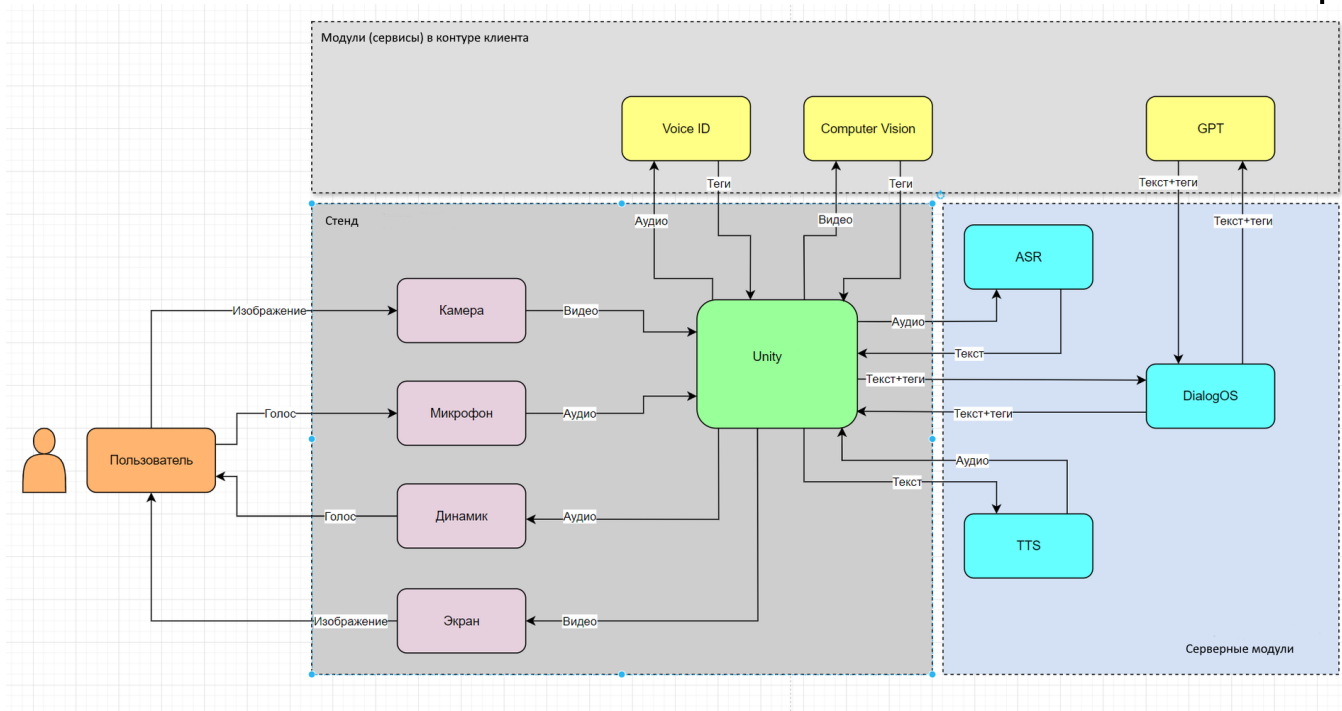 Модули (сервисы) в контуре клиента
Voice ID
Computer Vision
GPT
Теги
Теги
Текст+теги
Аудио
Видео
Текст+теги
Стенд
ASR
Изображение
Камера
Видео
Аудио
Unity
Текст
Текст+теги
DialogOS
Голос
Микрофон
Аудио
Текст+теги
Пользователь
Аудио
Текст
Голос
Динамик
Аудио
TTS
Изображение
Экран
Видео
Серверные модули